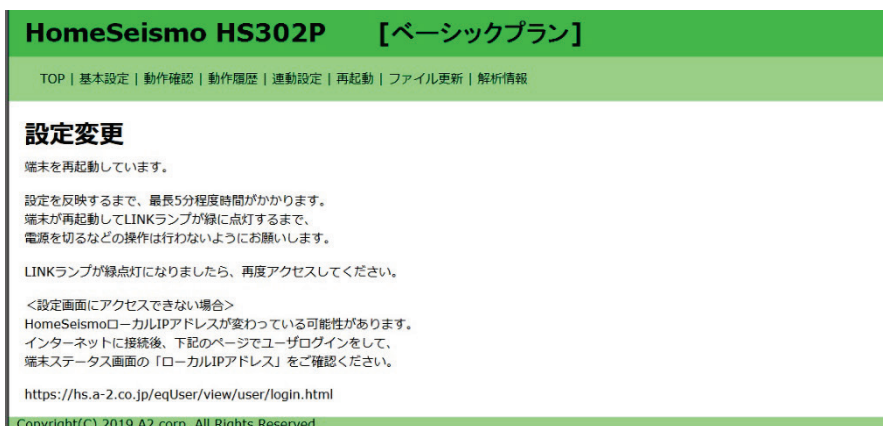 HomeSeismo HS302P [ベーシックプラン]
TOP | 基本設定 | 動作確認 | 動作履歴 | 連動設定 | 再起動 | ファイル更新 | 解析情報
設定変更
端末を再起動しています。
設定を反映するまで、最長5分程度時間がかかります。
端末が再起動してLINKランプが緑に点灯するまで、
電源を切るなどの操作は行わないようにお願いします。
LINKランプが緑点灯になりましたら、再度アクセスしてください。
＜設定画面にアクセスできない場合＞
HomeSeismoローカルIPアドレスが変わっている可能性があります。
インターネットに接続後、下記のページでユーザログインをして、
端末ステータス画面の「ローカルIPアドレス」をご確認ください。
https://hs.a-2.co.jp/eqUser/view/user/login.html
Copyright(C) 2019 A2 corp. All Rights Reserved